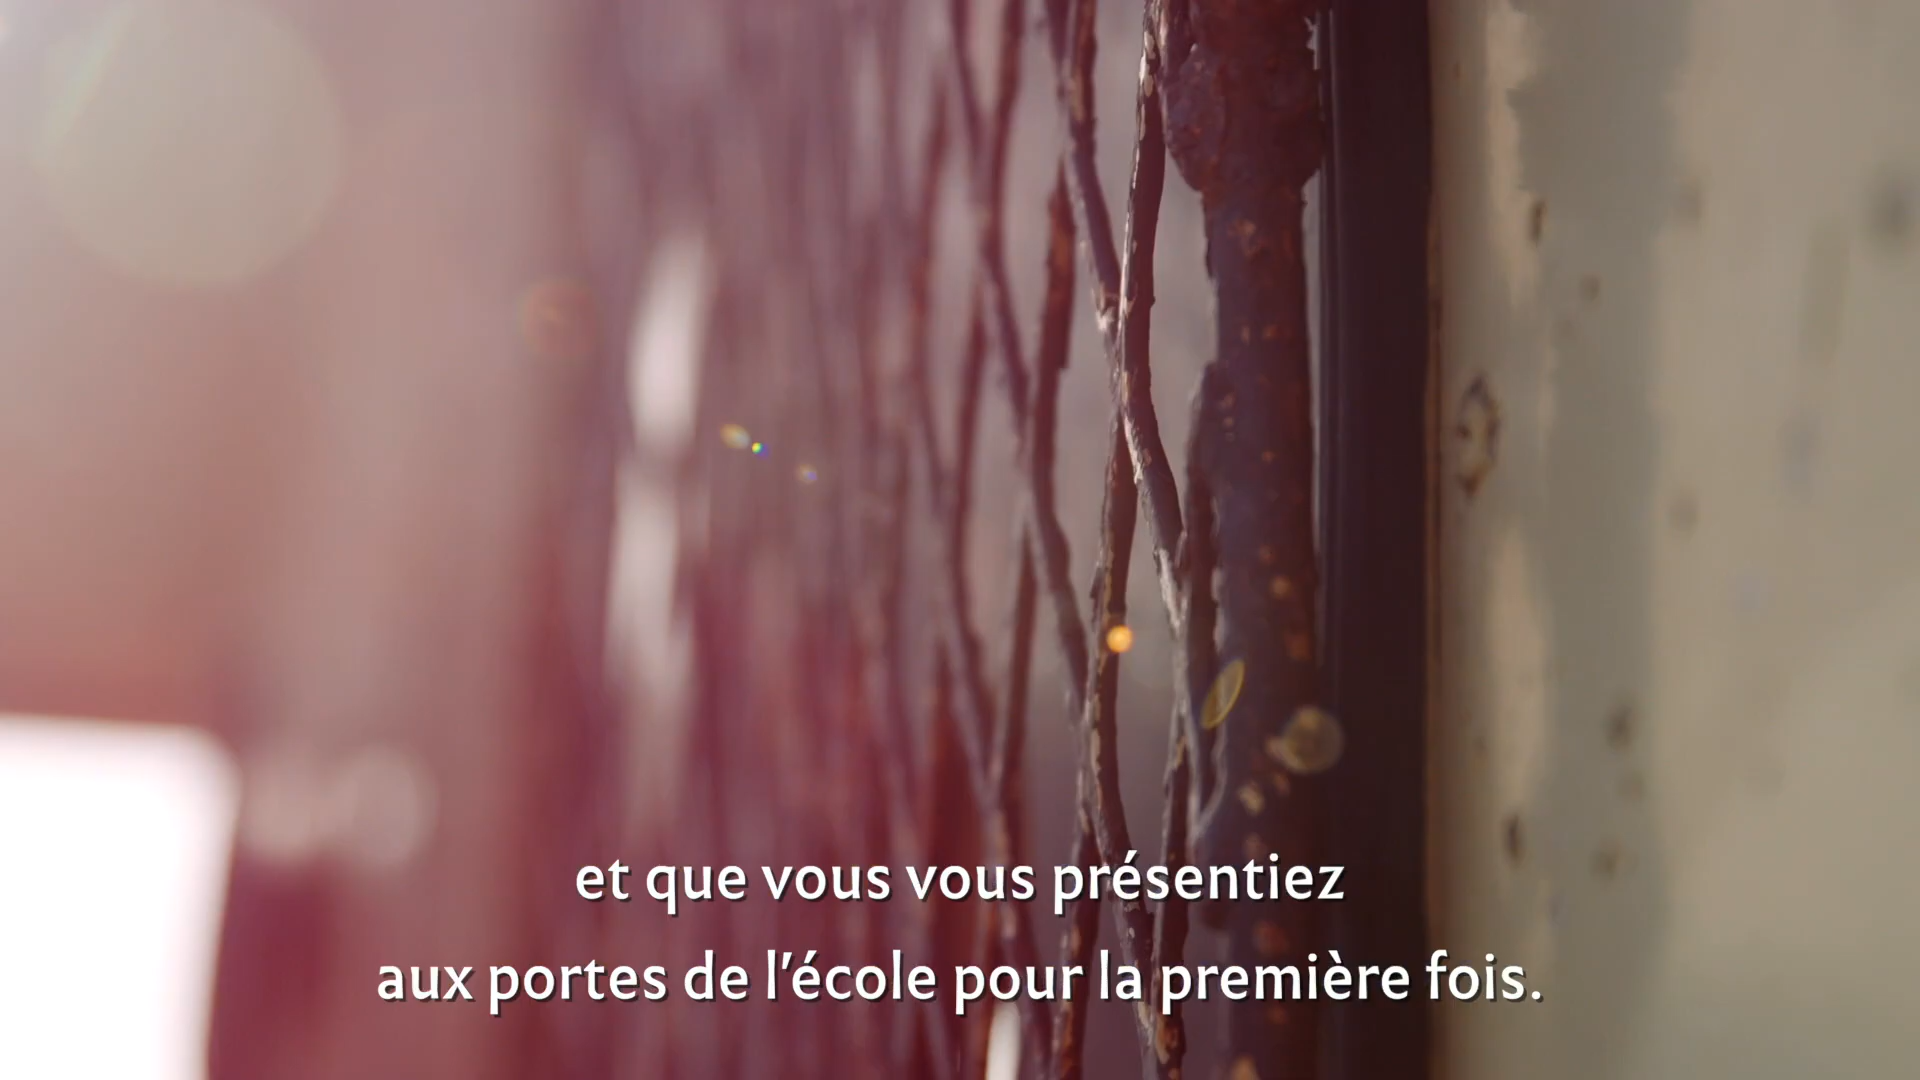 et que vous vous présentiez
aux portes de l'école pour la première fois.